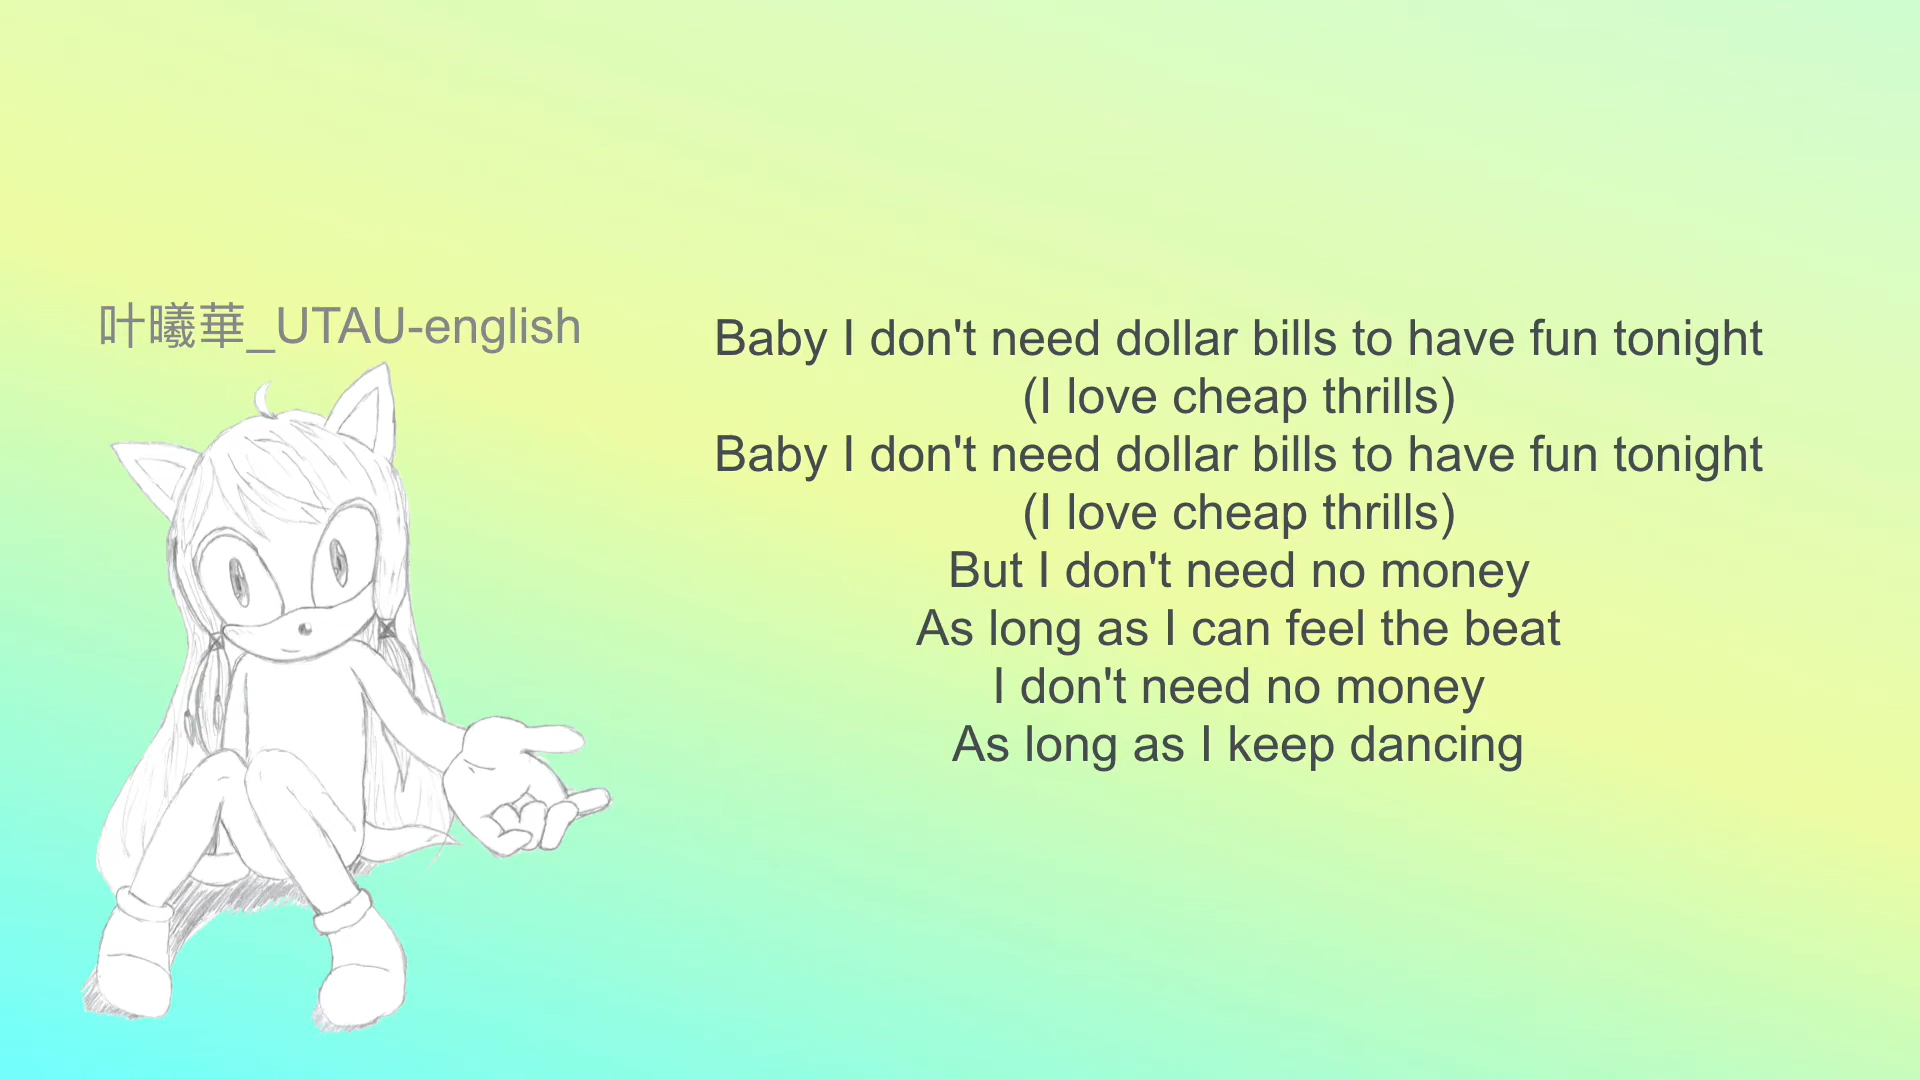 叶曦華_UTAU-english
Baby I don't need dollar bills to have fun tonight
(I love cheap thrills)
Baby I don't need dollar bills to have fun tonight
(I love cheap thrills)
But I don't need no money
As long as I can feel the beat
I don't need no money
As long as I keep dancing